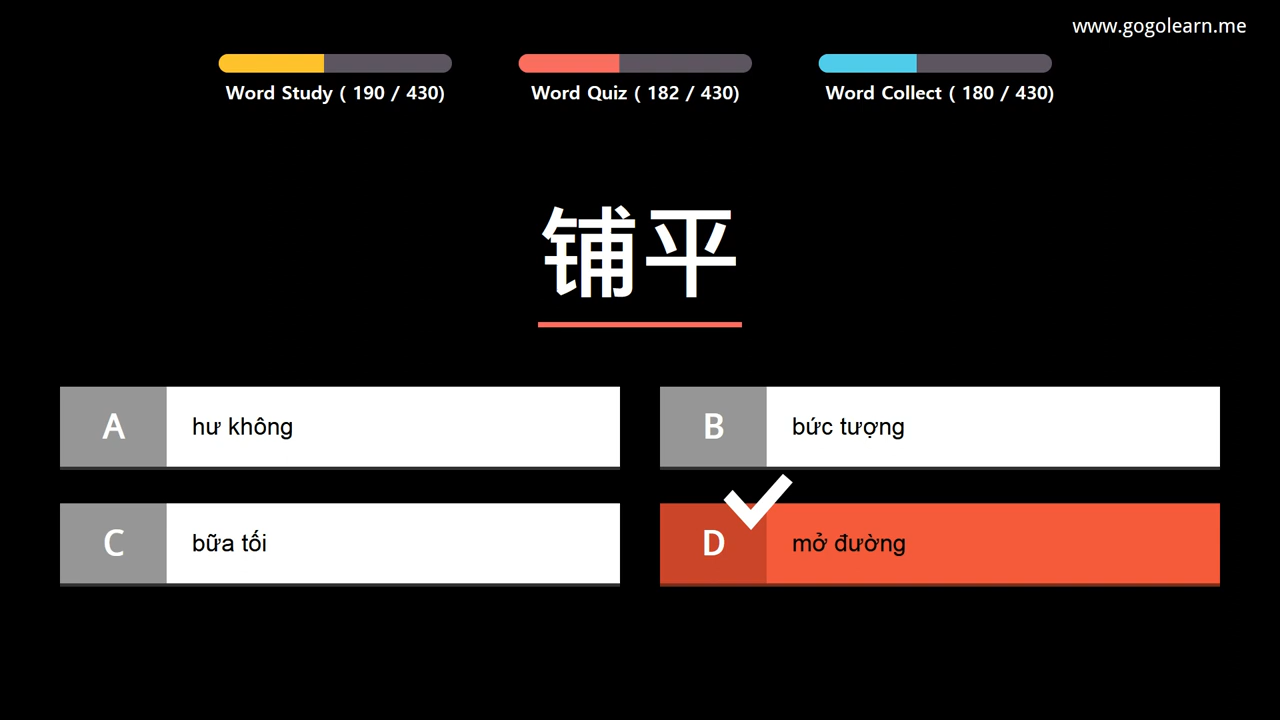 www.gogolearn.me
Word Study ( 190 / 430)
Word Quiz ( 182 / 430)
Word Collect ( 180 / 430)
铺平
A hư không
B bức tượng
C bữa tối
D mở đường